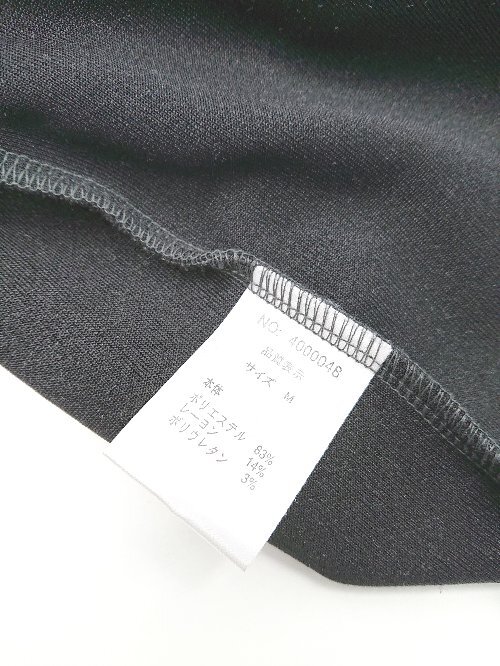 NO: 4000048
品質表示
サイズ M
本体
ポリエステル 83%
レーヨン 14%
ポリウレタン 3%